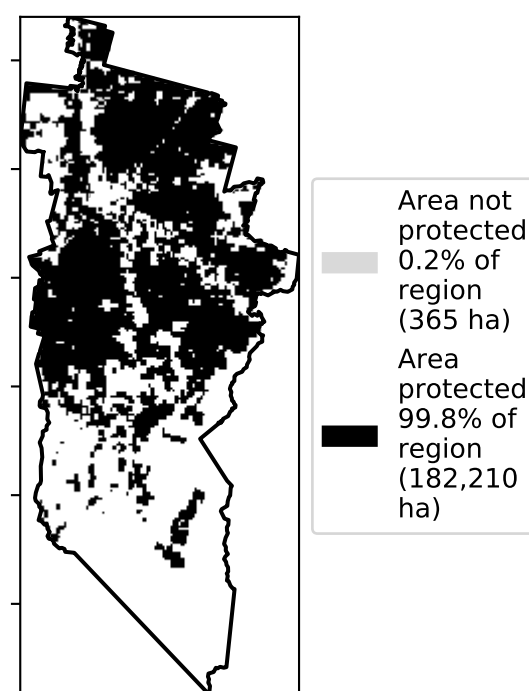 Area not
protected
0.2% of
region
(365 ha)
Area
protected
99.8% of
region
(182,210
ha)